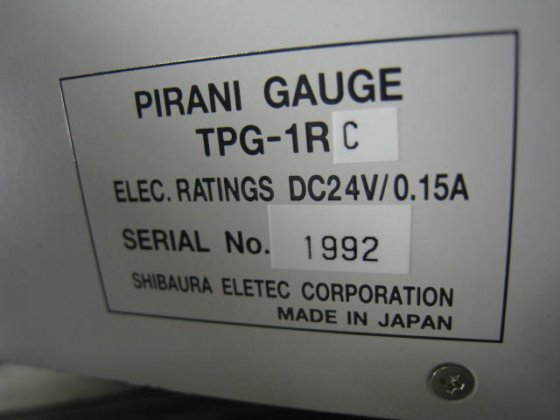 PIRANI GAUGE
TPG-1R C
ELEC. RATINGS DC24V/0.15A
SERIAL No. 1992
SHIBAURA ELETEC CORPORATION
MADE IN JAPAN